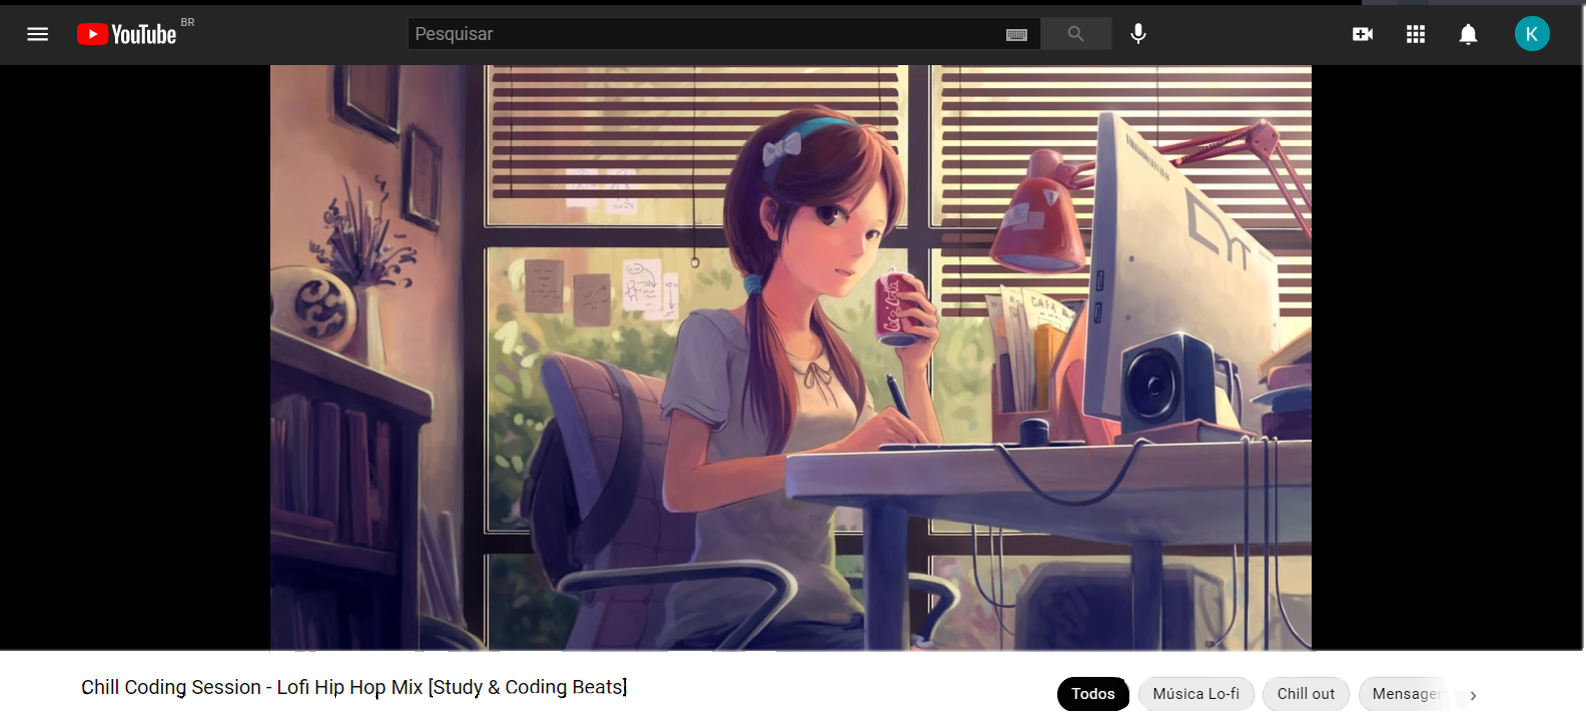 YouTube BR
Pesquisar
K
CAFA
Coca-Cola
Chill Coding Session - Lofi Hip Hop Mix [Study & Coding Beats]
Todos
Música Lo-fi
Chill out
Mensager